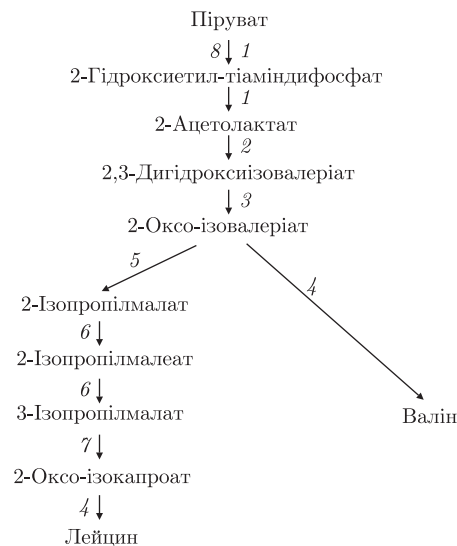 Піруват
8 1
2-Гідроксиетил-тіаміндифосфат
1
2-Ацетолактат
2
2,3-Дигідроксиізовалеріат
3
2-Оксо-ізовалеріат
5 4
2-Ізопропілмалат
6
2-Ізопропілмалеат
6
3-Ізопропілмалат
Валін
7
2-Оксо-ізокапроат
4
Лейцин